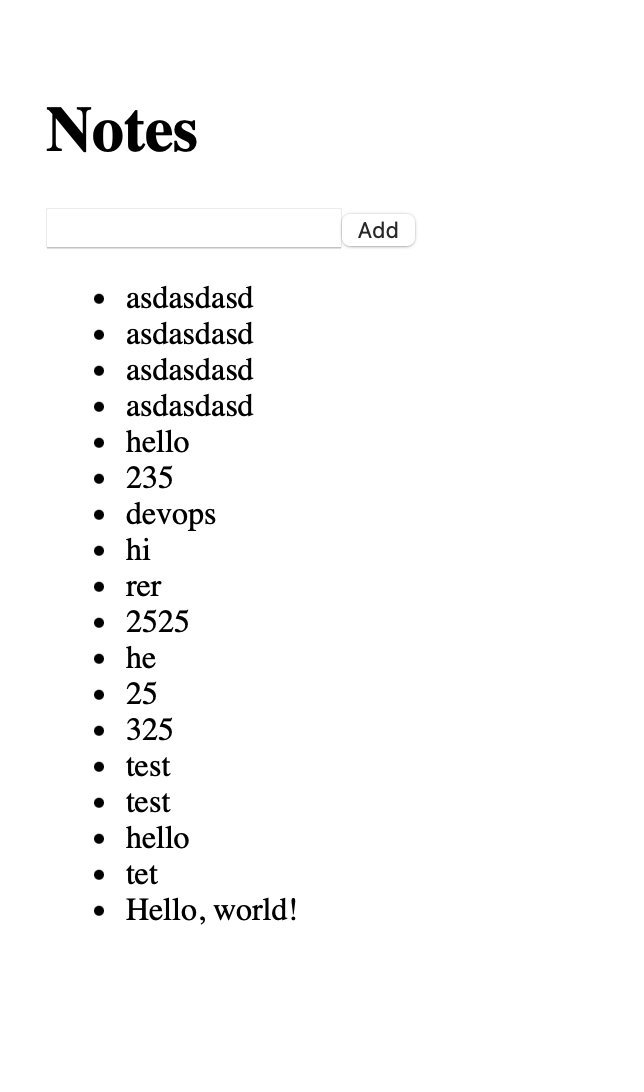 Notes
Add
asdasdasd
asdasdasd
asdasdasd
asdasdasd
hello
235
devops
hi
rer
2525
he
25
325
test
test
hello
tet
Hello, world!